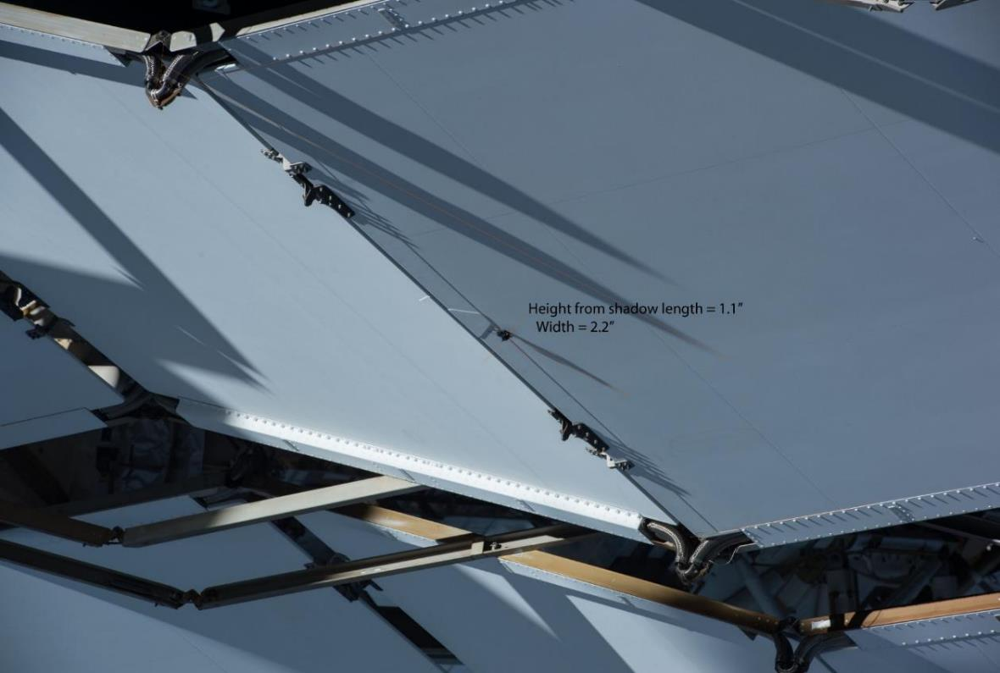 Height from shadow length = 1.1”
Width = 2.2”